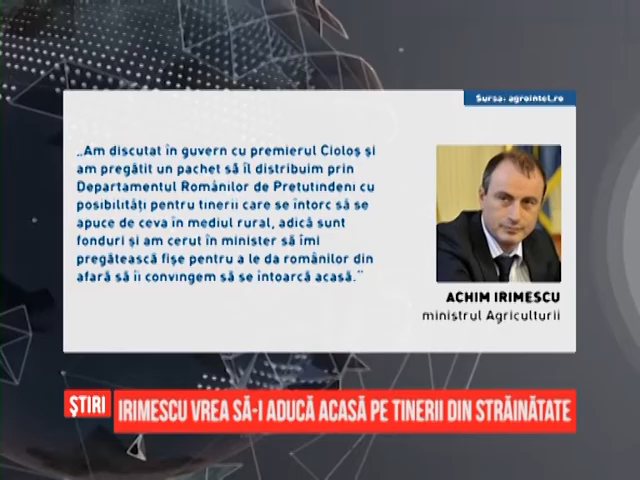 Sursa: agrointel.ro
„Am discutat în guvern cu premierul Cioloș și
am pregătit un pachet să îl distribuim prin
Departamentul Românilor de Pretutindeni cu
posibilități pentru tinerii care se întorc să se
apuce de ceva în mediul rural, adică sunt
fonduri și am cerut în minister să îmi
pregătească fișe pentru a le da românilor din
afară să îi convingem să se întoarcă acasă.”
ACHIM IRIMESCU
ministrul Agriculturii
ȘTIRI
IRIMESCU VREA SĂ-I ADUCĂ ACASĂ PE TINERII DIN STRĂINĂTATE